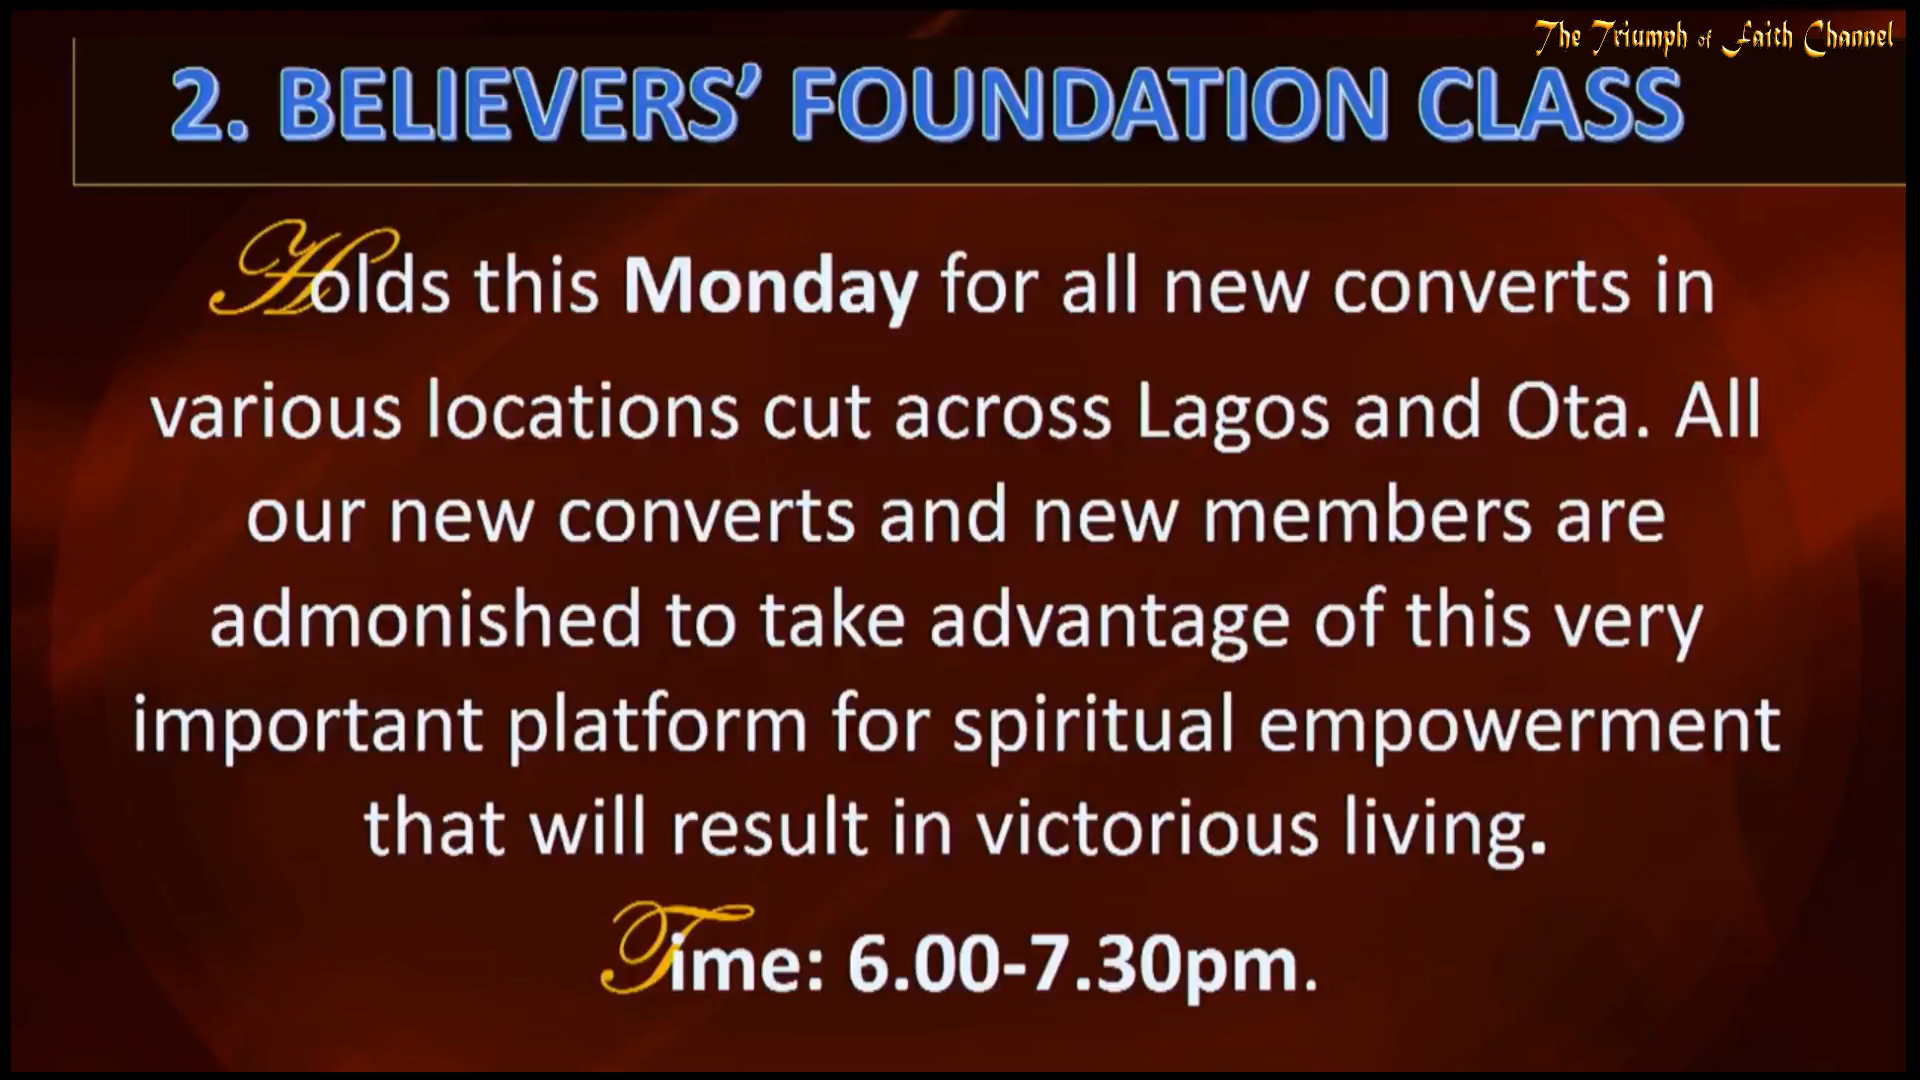 The Triumph of Faith Channel
2. BELIEVERS’ FOUNDATION CLASS
Holds this Monday for all new converts in
various locations cut across Lagos and Ota. All
our new converts and new members are
admonished to take advantage of this very
important platform for spiritual empowerment
that will result in victorious living.
Time: 6.00-7.30pm.